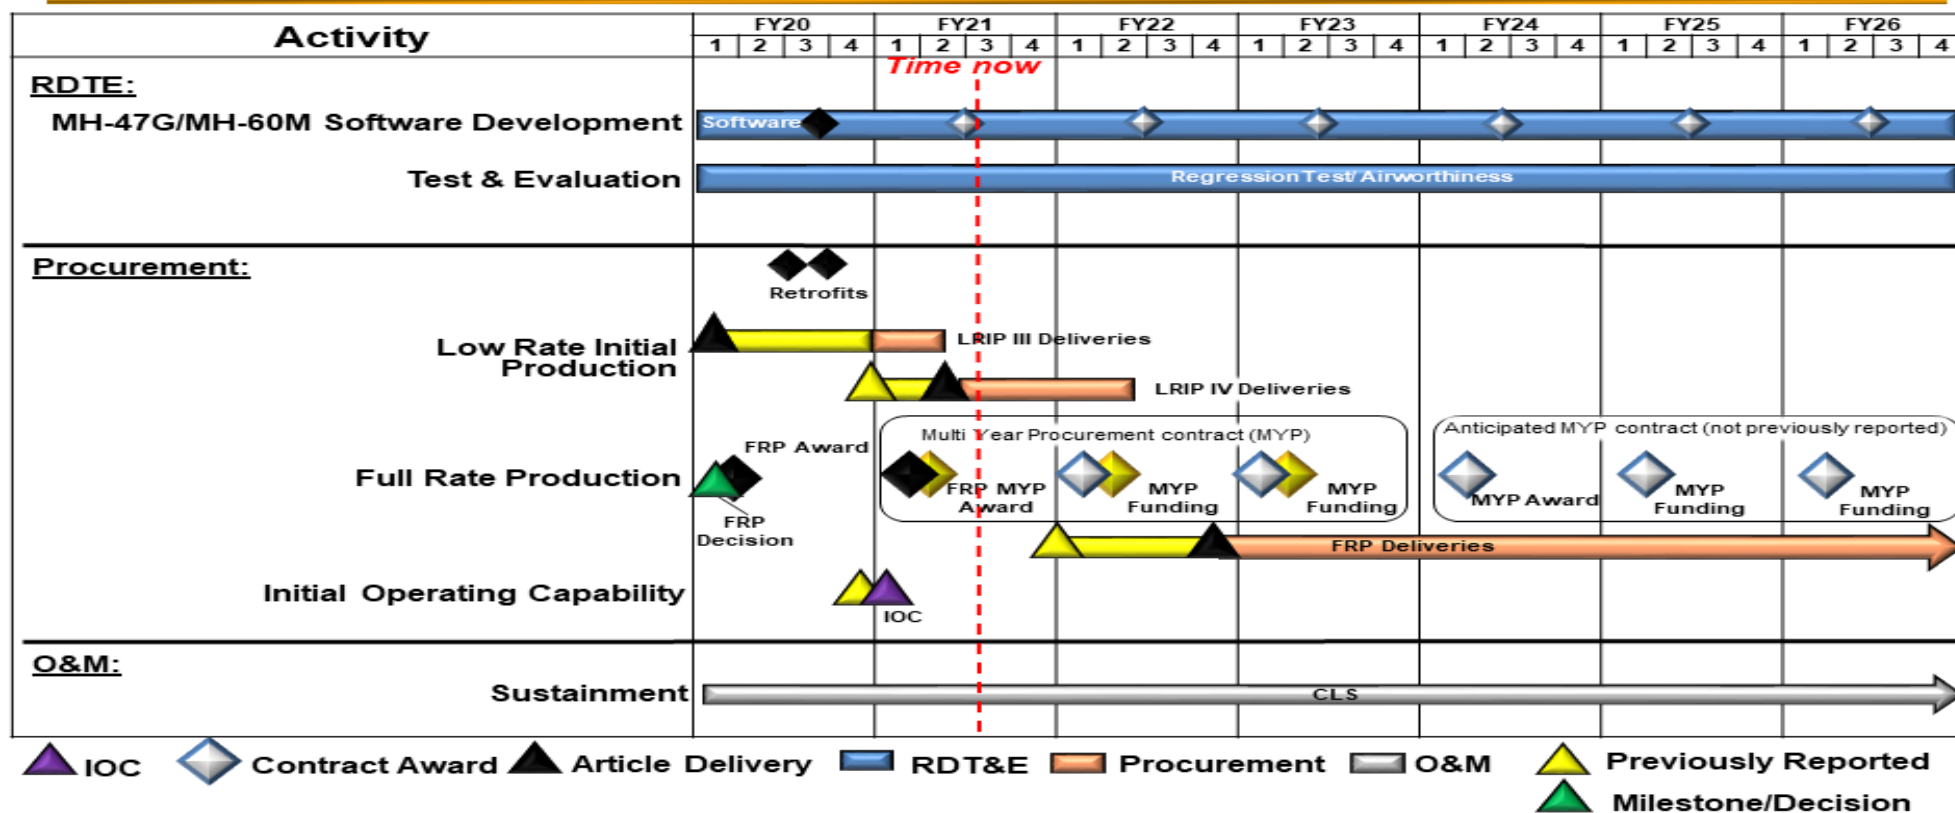 Activity
FY20 FY21 FY22 FY23 FY24 FY25 FY26
1 2 3 4 1 2 3 4 1 2 3 4 1 2 3 4 1 2 3 4 1 2 3 4 1 2 3 4
Time now
RDTE:
MH-47G/MH-60M Software Development
Software
Test & Evaluation
Regression Test/ Airworthiness
Procurement:
Retrofits
Low Rate Initial
Production
LRIP III Deliveries
LRIP IV Deliveries
Multi Year Procurement contract (MYP)
Anticipated MYP contract (not previously reported)
Full Rate Production
FRP Award
FRP
Decision
FRP MYP
Award
MYP
Funding
MYP
Funding
MYP Award
MYP
Funding
MYP
Funding
FRP Deliveries
Initial Operating Capability
IOC
O&M:
Sustainment
CLS
IOC Contract Award Article Delivery RDT&E Procurement O&M Previously Reported
Milestone/Decision